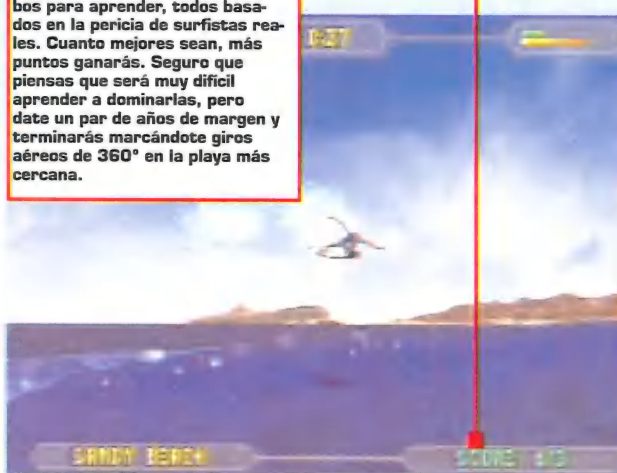 bos para aprender, todos basa-
dos en la pericia de surfistas rea-
les. Cuanto mejores sean, más
puntos ganarás. Seguro que
piensas que será muy difícil
aprender a dominarlas, pero
date un par de años de margen y
terminarás marcándote giros
aéreos de 360° en la playa más
cercana.
SANDY BEACH
SCORE: